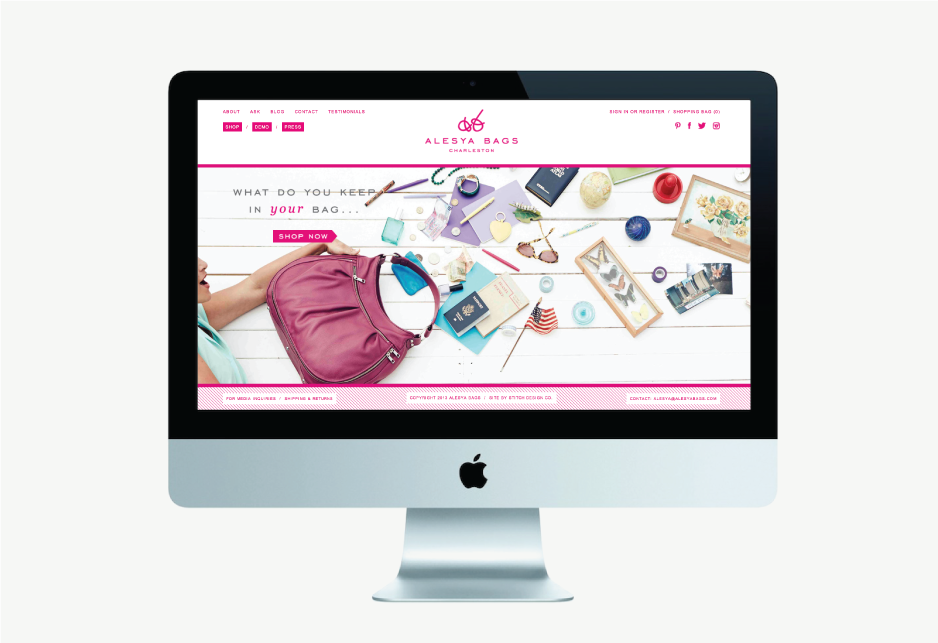 ABOUT ASK BLOG CONTACT TESTIMONIALS
SHOP / DEMO / PRESS
ALESYA BAGS
CHARLESTON
SIGN IN OR REGISTER / SHOPPING BAG (0)
WHAT DO YOU KEEP
IN your BAG...
SHOP NOW
PASSPORT
FOR MEDIA INQUIRIES / SHIPPING & RETURNS
COPYRIGHT 2013 ALESYA BAGS / SITE BY STITCH DESIGN CO.
CONTACT: ALESYA@ALESYABAGS.COM